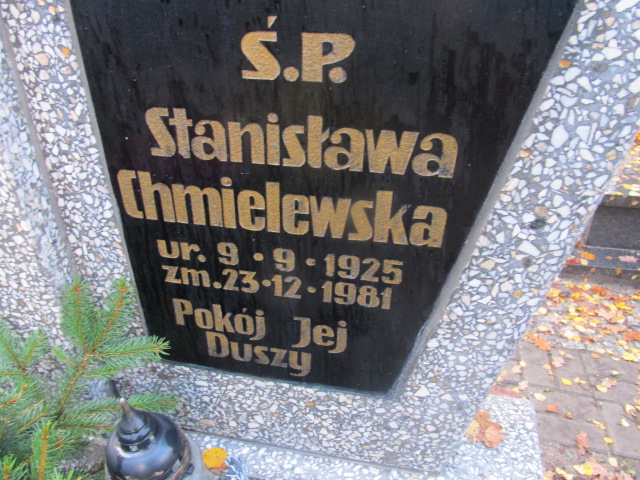 Ś.P.
Stanisława
Chmielewska
ur. 9 · 9 · 1925
zm. 23 · 12 · 1981
Pokój Jej
Duszy